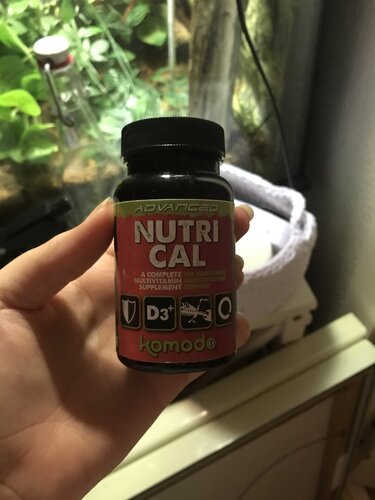 ADVANCED
NUTRI
CAL
A COMPLETE
MULTIVITAMIN
SUPPLEMENT
D3+
komodo